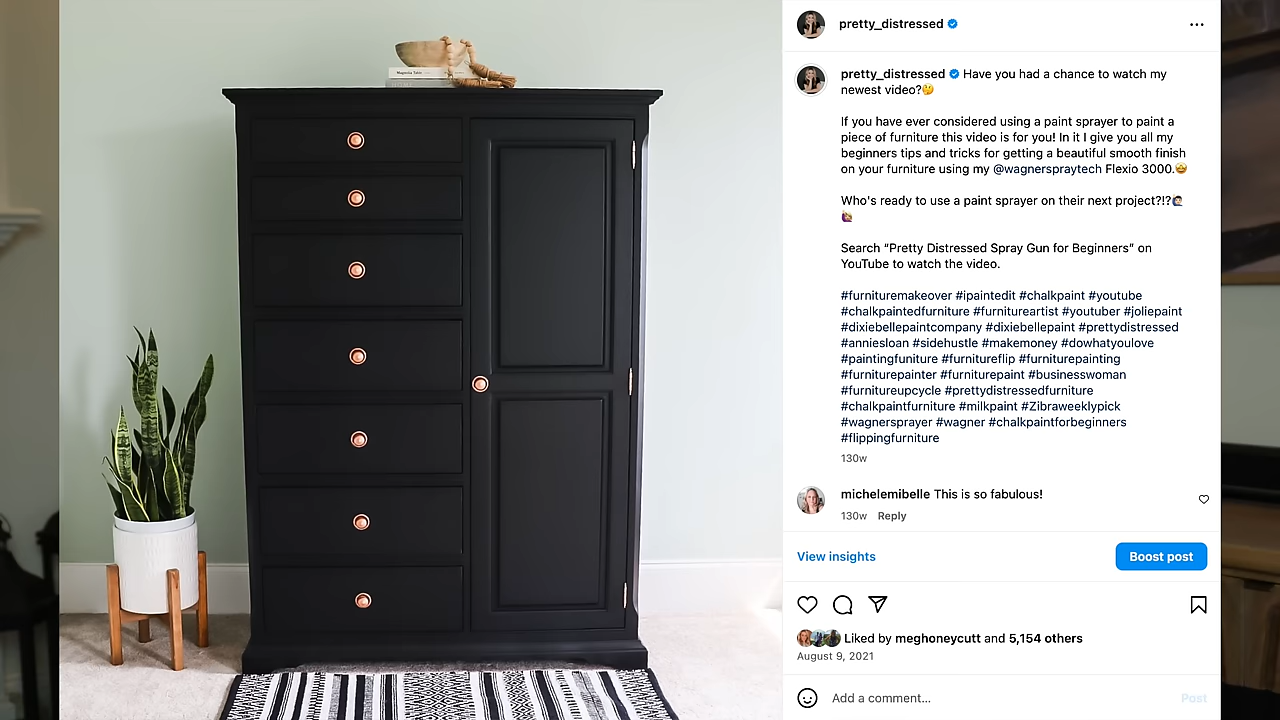 Magnolia Table
pretty_distressed
pretty_distressed Have you had a chance to watch my
newest video?🤔
If you have ever considered using a paint sprayer to paint a
piece of furniture this video is for you! In it I give you all my
beginners tips and tricks for getting a beautiful smooth finish
on your furniture using my @wagnerspraytech Flexio 3000.🤩
Who's ready to use a paint sprayer on their next project?!?🙋🏻
🙋🏽‍♀️
Search “Pretty Distressed Spray Gun for Beginners” on
YouTube to watch the video.
#furnituremakeover #ipaintedit #chalkpaint #youtube
#chalkpaintedfurniture #furnitureartist #youtuber #joliepaint
#dixiebellepaintcompany #dixiebellepaint #prettydistressed
#anniesloan #sidehustle #makemoney #dowhatyoulove
#paintingfuniture #furnitureflip #furniturepainting
#furniturepainter #furniturepaint #businesswoman
#furnitureupcycle #prettydistressedfurniture
#chalkpaintfurniture #milkpaint #Zibraweeklypick
#wagnersprayer #wagner #chalkpaintforbeginners
#flippingfurniture
130w
michelemibelle This is so fabulous!
130w Reply
View insights
Boost post
Liked by meghoneycutt and 5,154 others
August 9, 2021
Add a comment...
Post